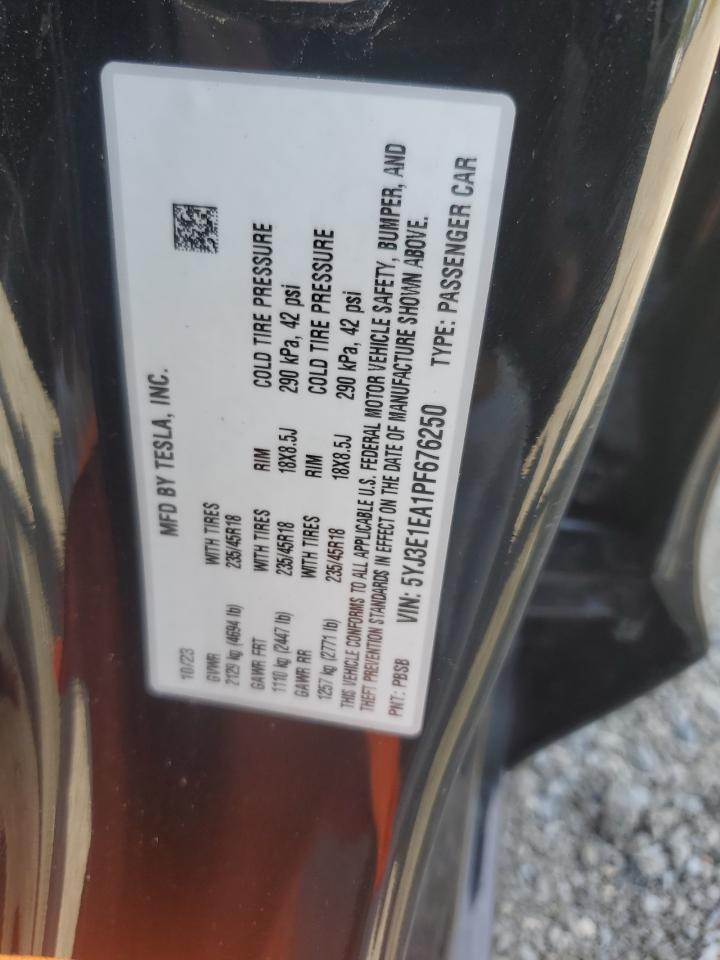 MFD BY TESLA, INC.
10/23
GVWR WITH TIRES
2129 kg (4694 lb) 235/45R18
GAWR FRT WITH TIRES RIM COLD TIRE PRESSURE
1110 kg (2447 lb) 235/45R18 18X8.5J 290 kPa, 42 psi
GAWR RR WITH TIRES RIM COLD TIRE PRESSURE
1257 kg (2771 lb) 235/45R18 18X8.5J 290 kPa, 42 psi
THIS VEHICLE CONFORMS TO ALL APPLICABLE U.S. FEDERAL MOTOR VEHICLE SAFETY, BUMPER, AND
THEFT PREVENTION STANDARDS IN EFFECT ON THE DATE OF MANUFACTURE SHOWN ABOVE.
PNT: PBSB VIN: 5YJ3E1EA1PF676250 TYPE: PASSENGER CAR